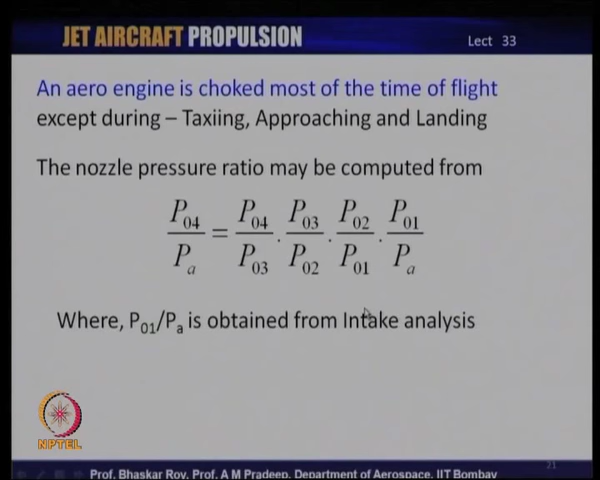 JET AIRCRAFT PROPULSION
Lect 33
An aero engine is choked most of the time of flight
except during – Taxiing, Approaching and Landing
The nozzle pressure ratio may be computed from
P04/Pa = P04/P03 . P03/P02 . P02/P01 . P01/Pa
Where, P01/Pa is obtained from Intake analysis
NPTEL
21
Prof. Bhaskar Roy, Prof. A M Pradeep, Department of Aerospace, IIT Bombay